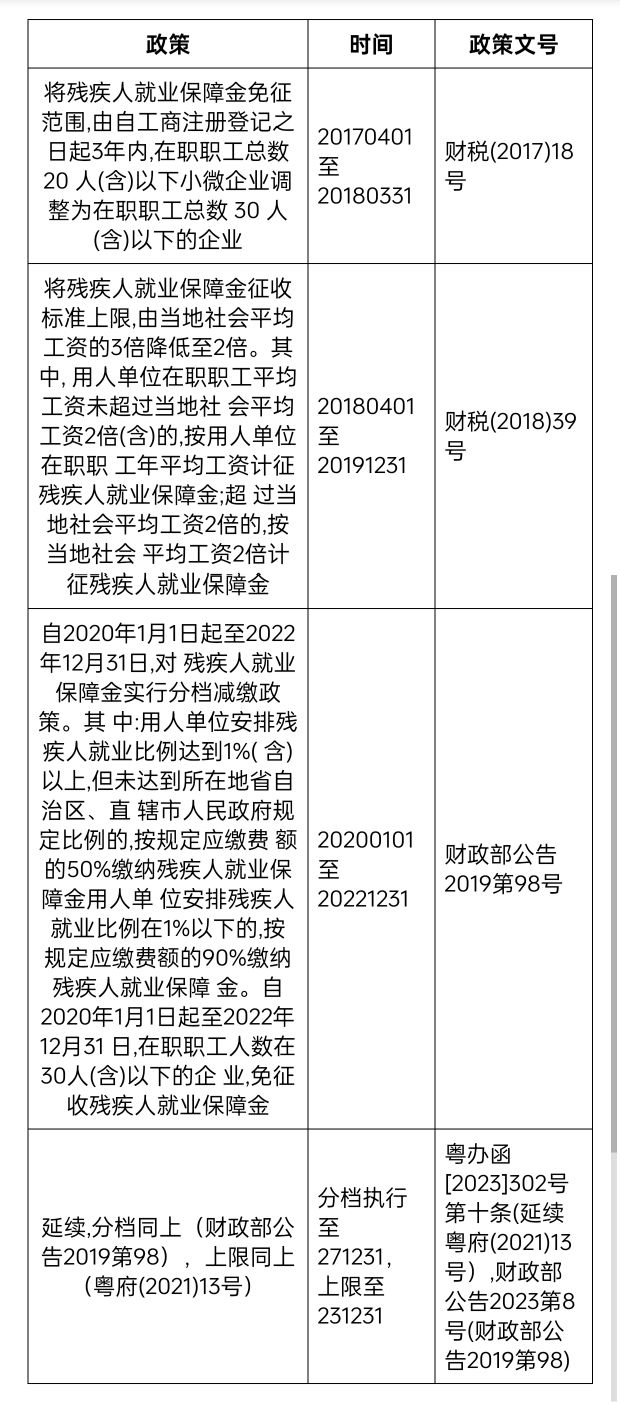 政策
时间
政策文号
将残疾人就业保障金免征
范围,由自工商注册登记之
日起3年内,在职职工总数
20 人(含)以下小微企业调
整为在职职工总数 30 人
(含)以下的企业
20170401
至
20180331
财税(2017)18
号
将残疾人就业保障金征收
标准上限,由当地社会平均
工资的3倍降低至2倍。其
中, 用人单位在职职工平均
工资未超过当地社 会平均
工资2倍(含)的,按用人单位
在职职 工年平均工资计征
残疾人就业保障金;超 过当
地社会平均工资2倍的,按
当地社会 平均工资2倍计
征残疾人就业保障金
20180401
至
20191231
财税(2018)39
号
自2020年1月1日起至2022
年12月31日,对 残疾人就业
保障金实行分档减缴政
策。其 中:用人单位安排残
疾人就业比例达到1%( 含)
以上,但未达到所在地省自
治区、直 辖市人民政府规
定比例的,按规定应缴费 额
的50%缴纳残疾人就业保
障金用人单 位安排残疾人
就业比例在1%以下的,按
规定应缴费额的90%缴纳
残疾人就业保障 金。自
2020年1月1日起至2022年
12月31 日,在职职工人数在
30人(含)以下的企 业,免征
收残疾人就业保障金
20200101
至
20221231
财政部公告
2019第98号
延续,分档同上（财政部公
告2019第98），上限同上
（粤府(2021)13号）
分档执行
至
271231，
上限至
231231
粤办函
[2023]302号
第十条(延续
粤府(2021)13
号）,财政部
公告2023第8
号(财政部公
告2019第98)